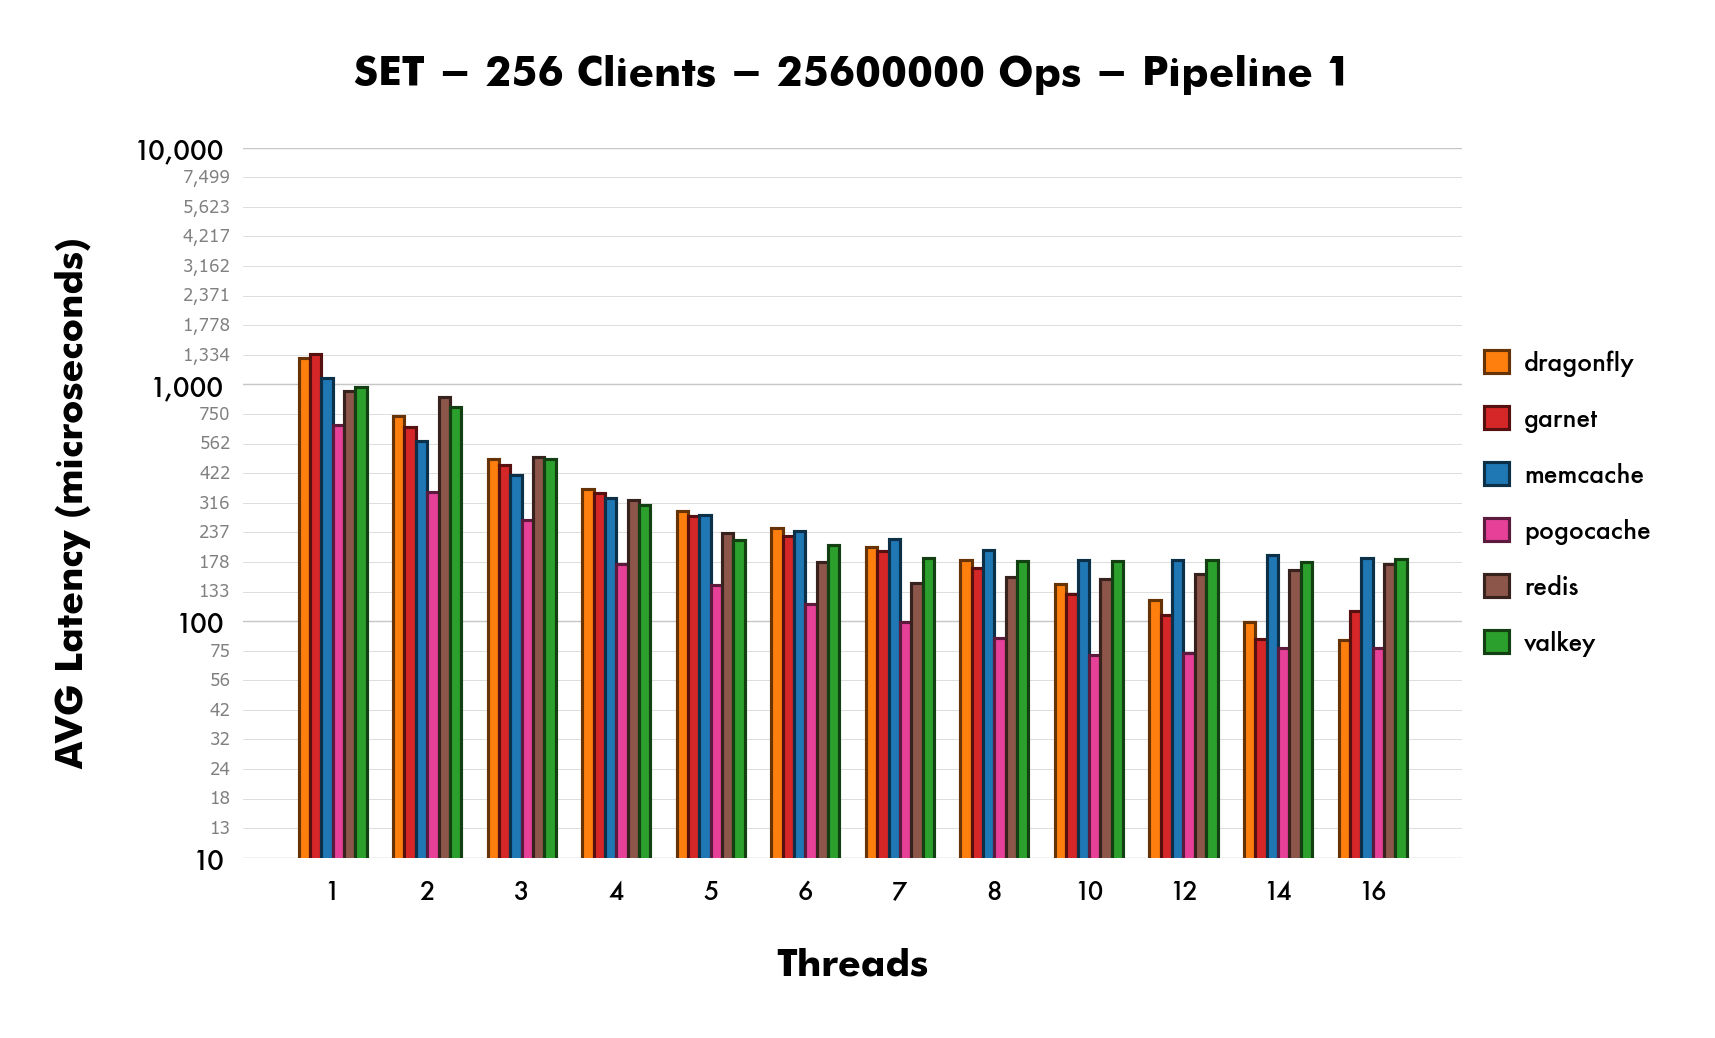 SET – 256 Clients – 25600000 Ops – Pipeline 1
AVG Latency (microseconds)
10,000
7,499
5,623
4,217
3,162
2,371
1,778
1,334
1,000
750
562
422
316
237
178
133
100
75
56
42
32
24
18
13
10
1 2 3 4 5 6 7 8 10 12 14 16
Threads
dragonfly
garnet
memcache
pogocache
redis
valkey